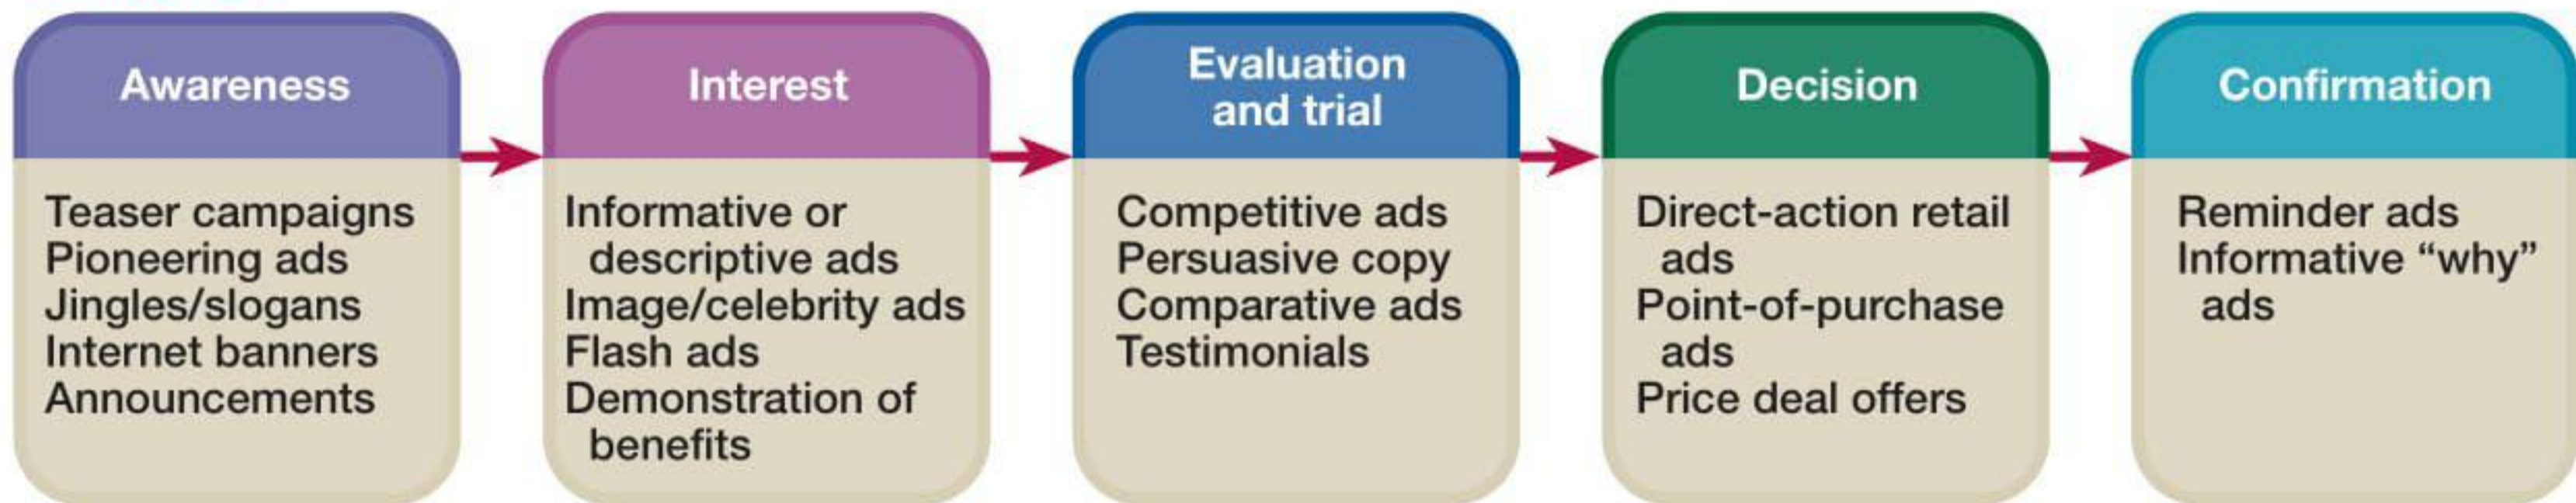 Awareness
Teaser campaigns
Pioneering ads
Jingles/slogans
Internet banners
Announcements
Interest
Informative or
descriptive ads
Image/celebrity ads
Flash ads
Demonstration of
benefits
Evaluation
and trial
Competitive ads
Persuasive copy
Comparative ads
Testimonials
Decision
Direct-action retail
ads
Point-of-purchase
ads
Price deal offers
Confirmation
Reminder ads
Informative “why”
ads